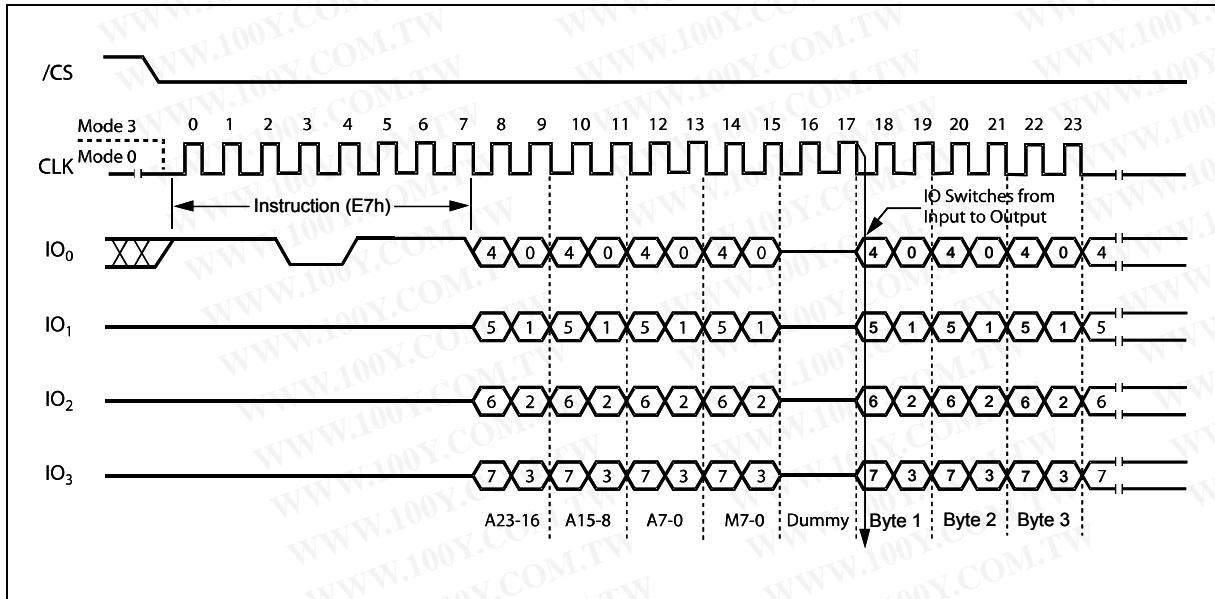 /CS
Mode 3
0 1 2 3 4 5 6 7 8 9 10 11 12 13 14 15 16 17 18 19 20 21 22 23
CLK
Mode 0
Instruction (E7h)
IO Switches from
Input to Output
IO0
4 0 4 0 4 0 4 0 4 0 4 0 4 0 4
IO1
5 1 5 1 5 1 5 1 5 1 5 1 5 1 5
IO2
6 2 6 2 6 2 6 2 6 2 6 2 6 2 6
IO3
7 3 7 3 7 3 7 3 7 3 7 3 7 3 7
A23-16 A15-8 A7-0 M7-0 Dummy Byte 1 Byte 2 Byte 3
WWW.100Y.COM.TW